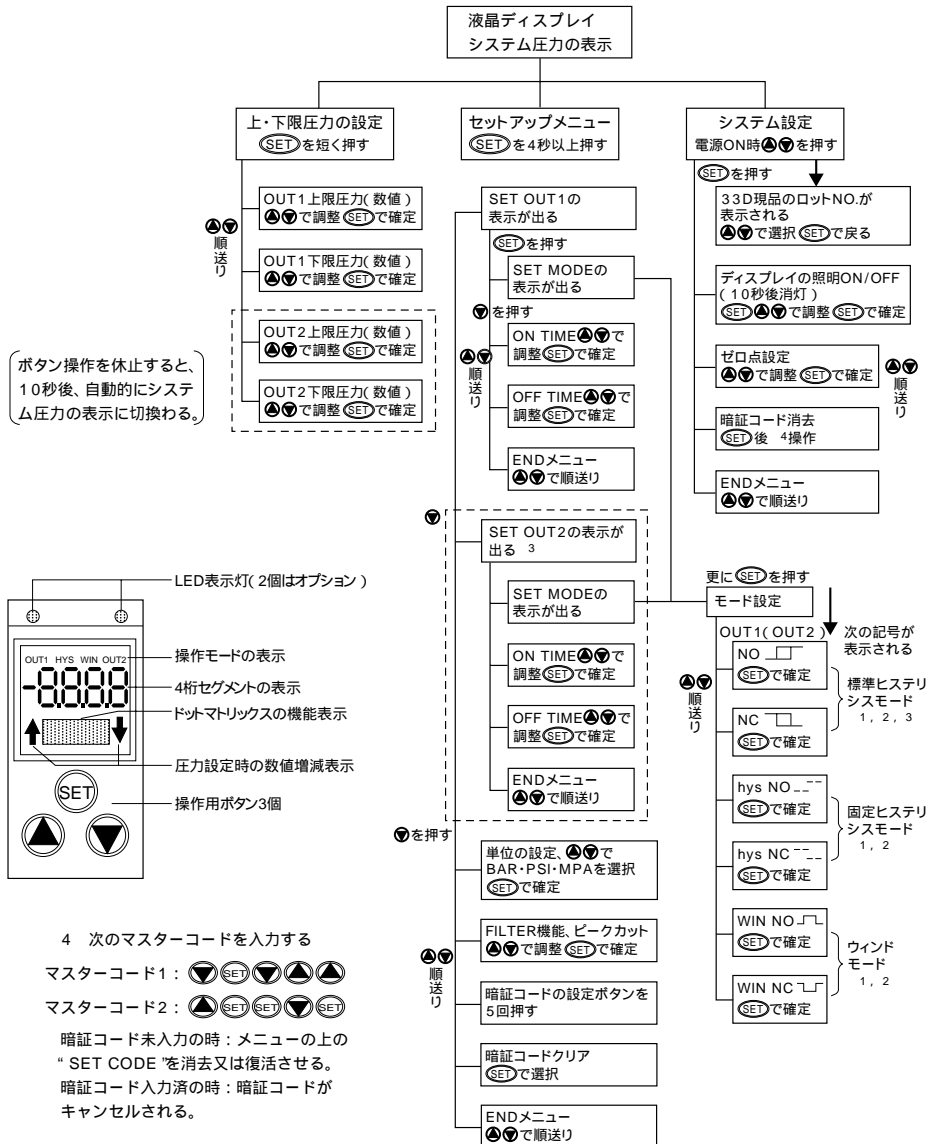 液晶ディスプレイ
システム圧力の表示
上・下限圧力の設定
SETを短く押す
OUT1上限圧力(数値)
▲▼で調整SETで確定
OUT1下限圧力(数値)
▲▼で調整SETで確定
OUT2上限圧力(数値)
▲▼で調整SETで確定
OUT2下限圧力(数値)
▲▼で調整SETで確定
▲▼
順送り
ボタン操作を休止すると、
10秒後、自動的にシステ
ム圧力の表示に切換わる。
セットアップメニュー
SETを4秒以上押す
SET OUT1の
表示が出る
SETを押す
SET MODEの
表示が出る
▼を押す
ON TIME▲▼で
調整SETで確定
▲▼
順送り
OFF TIME▲▼で
調整SETで確定
ENDメニュー
▲▼で順送り
▼
SET OUT2の表示が
出る 3
SET MODEの
表示が出る
ON TIME▲▼で
調整SETで確定
OFF TIME▲▼で
調整SETで確定
ENDメニュー
▲▼で順送り
▼を押す
単位の設定、▲▼で
BAR・PSI・MPAを選択
SETで確定
FILTER機能、ピークカット
▲▼で調整SETで確定
▲▼
順送り
暗証コードの設定ボタンを
5回押す
暗証コードクリア
SETで選択
ENDメニュー
▲▼で順送り
システム設定
電源ON時▲▼を押す
SETを押す
33D現品のロットNO.が
表示される
▲▼で選択SETで戻る
ディスプレイの照明ON/OFF
(10秒後消灯)
SET▲▼で調整SETで確定
ゼロ点設定
▲▼で調整SETで確定
▲▼
順送り
暗証コード消去
SET後 4操作
ENDメニュー
▲▼で順送り
更にSETを押す
モード設定
OUT1(OUT2)
次の記号が
表示される
▲▼
順送り
NO
SETで確定
NC
SETで確定
標準ヒステリ
シスモード
1, 2, 3
hys NO
SETで確定
hys NC
SETで確定
固定ヒステリ
シスモード
1, 2
WIN NO
SETで確定
WIN NC
SETで確定
ウィンド
モード
1, 2
LED表示灯(2個はオプション)
OUT1 HYS WIN OUT2
-8.8.8.8
操作モードの表示
4桁セグメントの表示
ドットマトリックスの機能表示
圧力設定時の数値増減表示
SET
操作用ボタン3個
4 次のマスターコードを入力する
マスターコード1:▼SET▼▲▲
マスターコード2:▲SETSET▼SET
暗証コード未入力の時:メニューの上の
“SET CODE”を消去又は復活させる。
暗証コード入力済の時:暗証コードが
キャンセルされる。